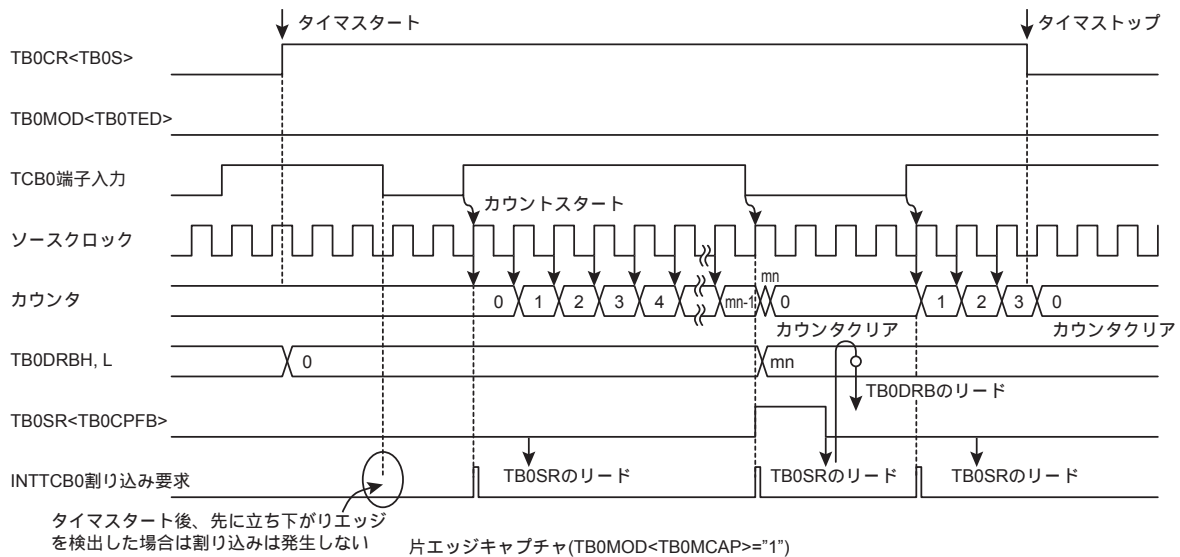 タイマスタート
タイマストップ
TB0CR<TB0S>
TB0MOD<TB0TED>
TCB0端子入力
カウントスタート
ソースクロック
カウンタ
0 1 2 3 4 mn-1 mn 0 1 2 3 0
カウンタクリア
カウンタクリア
TB0DRBH, L
0
mn
TB0DRBのリード
TB0SR<TB0CPFB>
TB0SRのリード
TB0SRのリード
TB0SRのリード
INTTCB0割り込み要求
タイマスタート後、先に立ち下がりエッジ
を検出した場合は割り込みは発生しない
片エッジキャプチャ(TB0MOD<TB0MCAP>="1")